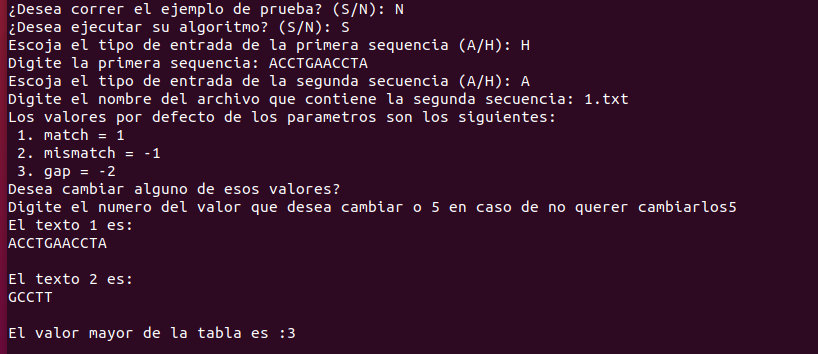 ¿Desea correr el ejemplo de prueba? (S/N): N
¿Desea ejecutar su algoritmo? (S/N): S
Escoja el tipo de entrada de la primera sequencia (A/H): H
Digite la primera sequencia: ACCTGAACCTA
Escoja el tipo de entrada de la segunda secuencia (A/H): A
Digite el nombre del archivo que contiene la segunda secuencia: 1.txt
Los valores por defecto de los parametros son los siguientes:
1. match = 1
2. mismatch = -1
3. gap = -2
Desea cambiar alguno de esos valores?
Digite el numero del valor que desea cambiar o 5 en caso de no querer cambiarlos5
El texto 1 es:
ACCTGAACCTA
El texto 2 es:
GCCTT
El valor mayor de la tabla es :3